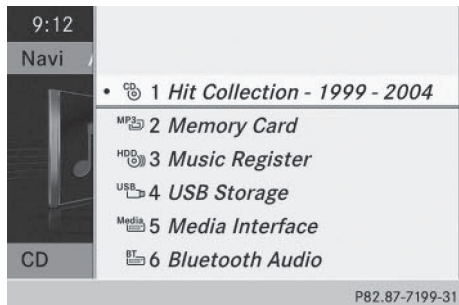 9:12
Navi
• CD 1 Hit Collection - 1999 - 2004
MP3 2 Memory Card
HDD 3 Music Register
USB 4 USB Storage
Media 5 Media Interface
BT 6 Bluetooth Audio
CD
P82.87-7199-31